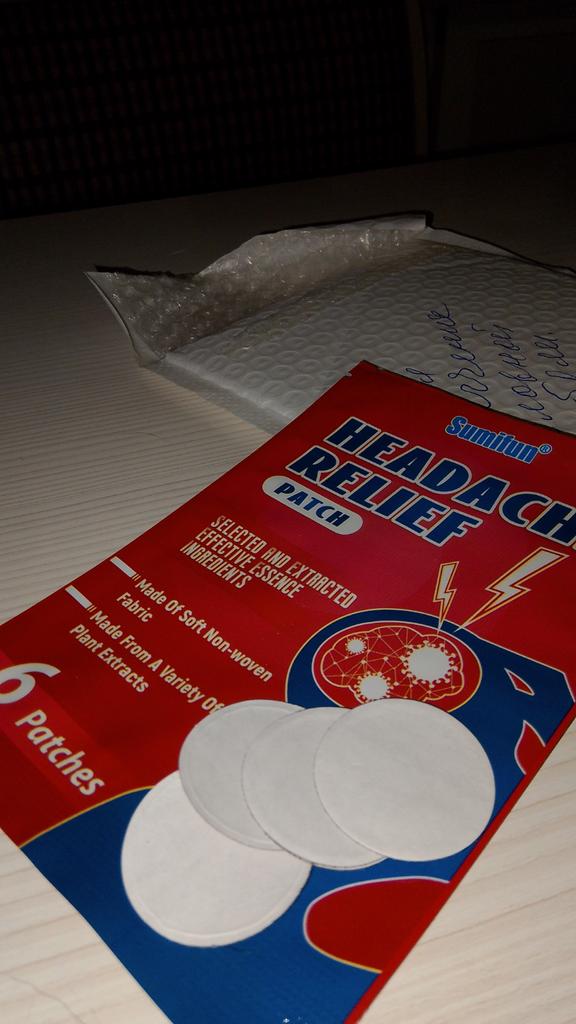 Sumifun®
HEADACH
RELIEF
PATCH
SELECTED AND EXTRACTED
EFFECTIVE ESSENCE
INGREDIENTS
Made Of Soft Non-woven
Fabric
Made From A Variety Of
Plant Extracts
6 Patches